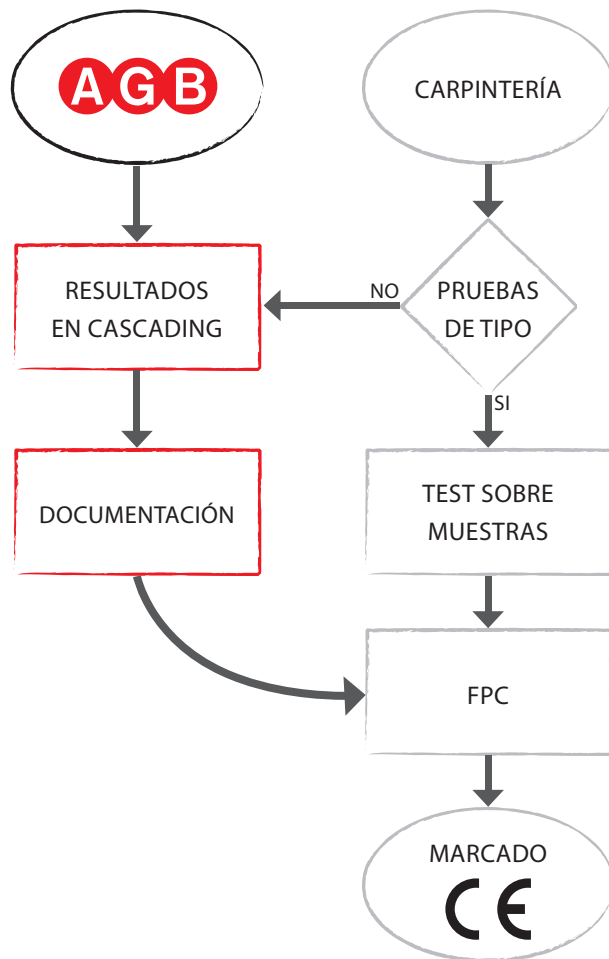 AGB
CARPINTERÍA
RESULTADOS
EN CASCADING
NO
PRUEBAS
DE TIPO
SI
DOCUMENTACIÓN
TEST SOBRE
MUESTRAS
FPC
MARCADO
CE